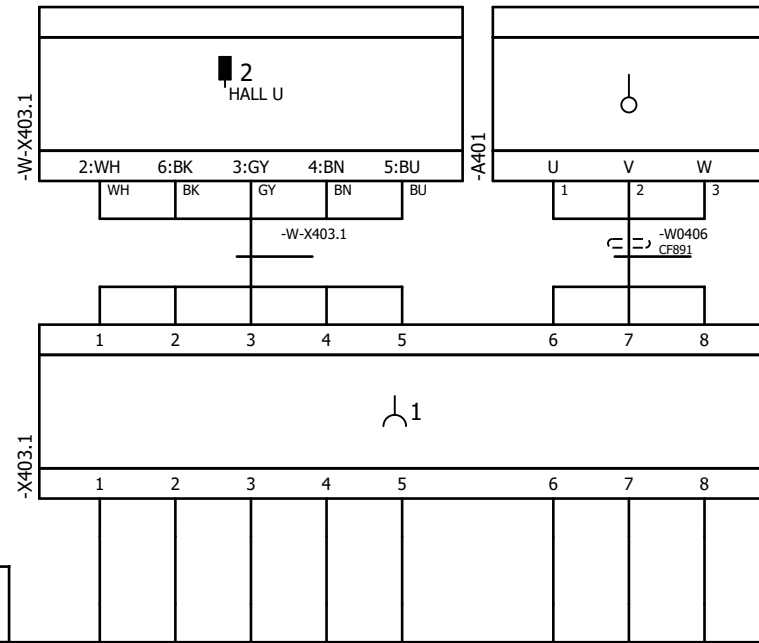 -W-X403.1
2
HALL U
2:WH 6:BK 3:GY 4:BN 5:BU
WH BK GY BN BU
-W-X403.1
-A401
U V W
1 2 3
-W0406
CF891
1 2 3 4 5 6 7 8
-X403.1
1
1 2 3 4 5 6 7 8